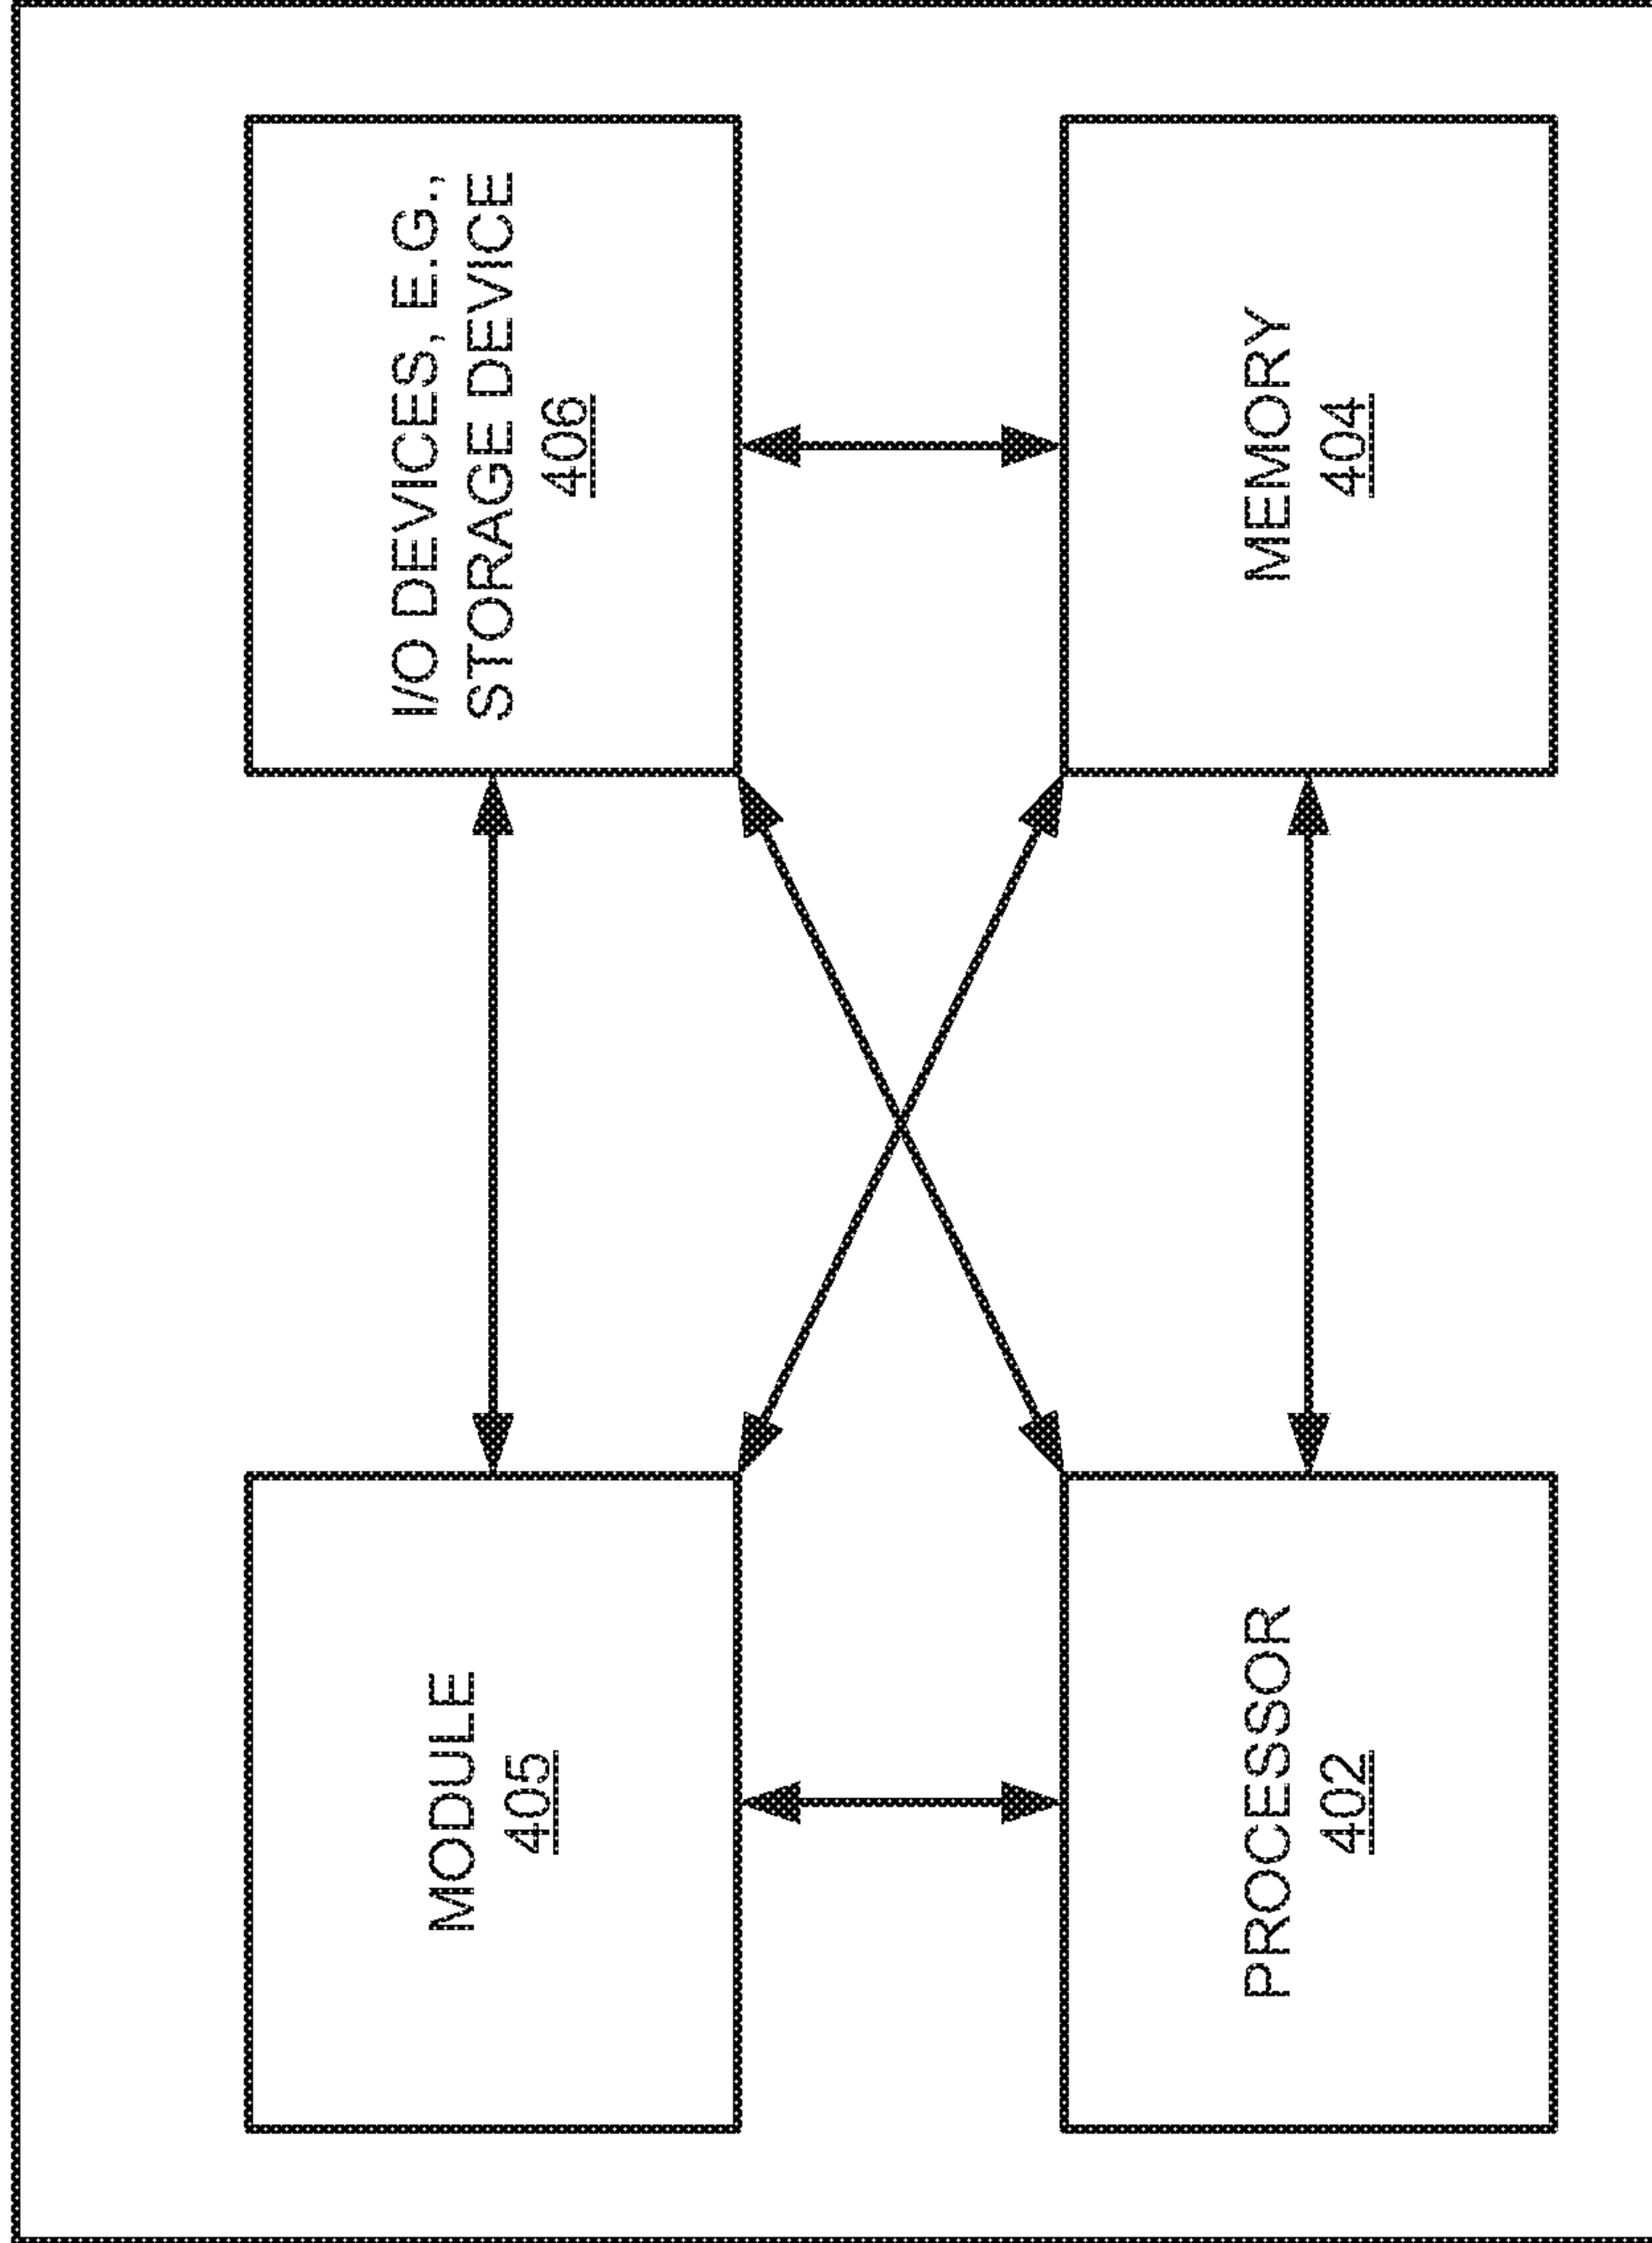 MODULE
405
I/O DEVICES, E.G.,
STORAGE DEVICE
406
PROCESSOR
402
MEMORY
404